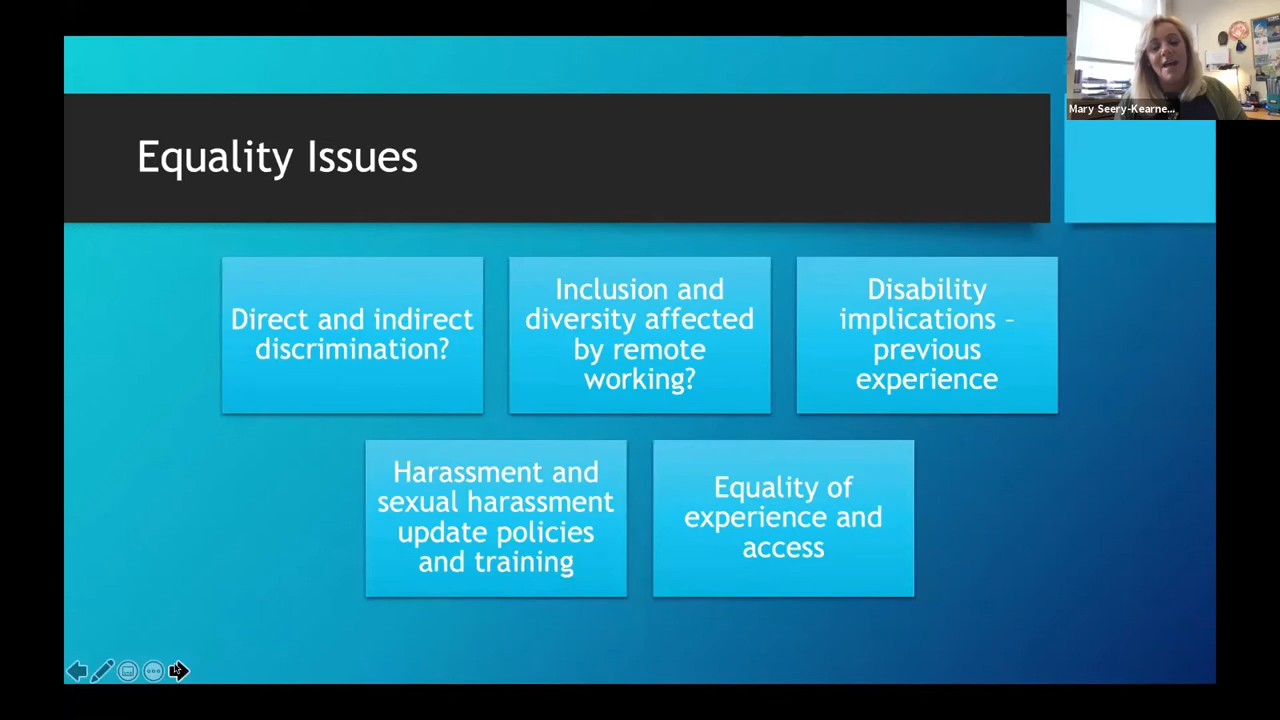 Mary Seery-Kearne...
Equality Issues
Direct and indirect
discrimination?
Inclusion and
diversity affected
by remote
working?
Disability
implications –
previous
experience
Harassment and
sexual harassment
update policies
and training
Equality of
experience and
access